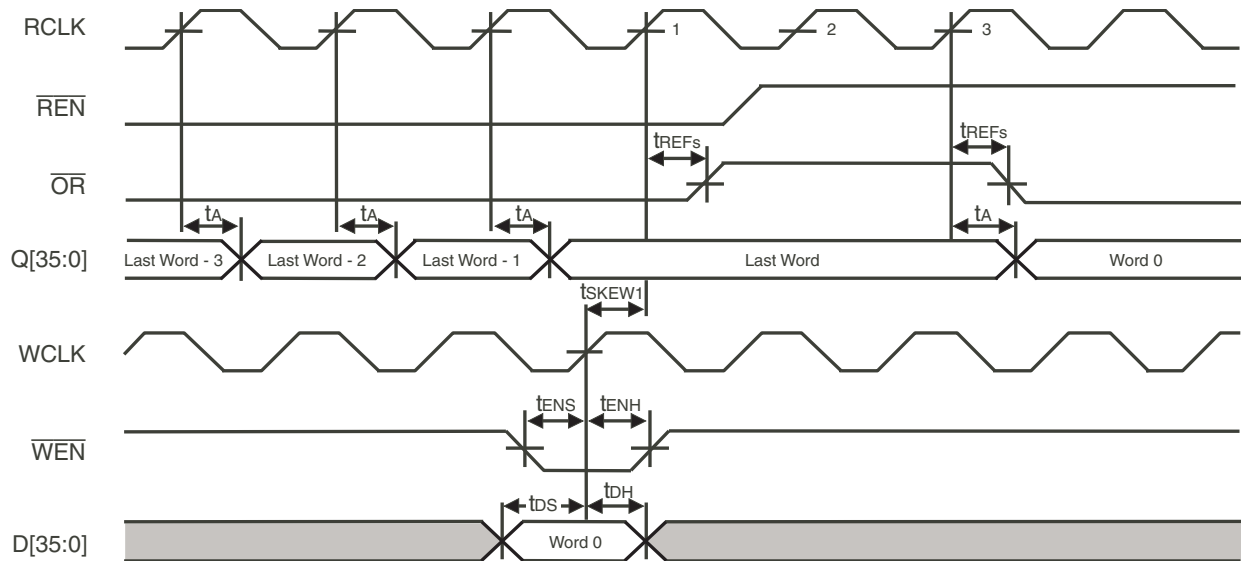 RCLK 1 2 3
REN
tREFs tREFs
OR
tA tA tA tA
Q[35:0] Last Word - 3 Last Word - 2 Last Word - 1 Last Word Word 0
tSKEW1
WCLK
tENS tENH
WEN
tDS tDH
D[35:0] Word 0